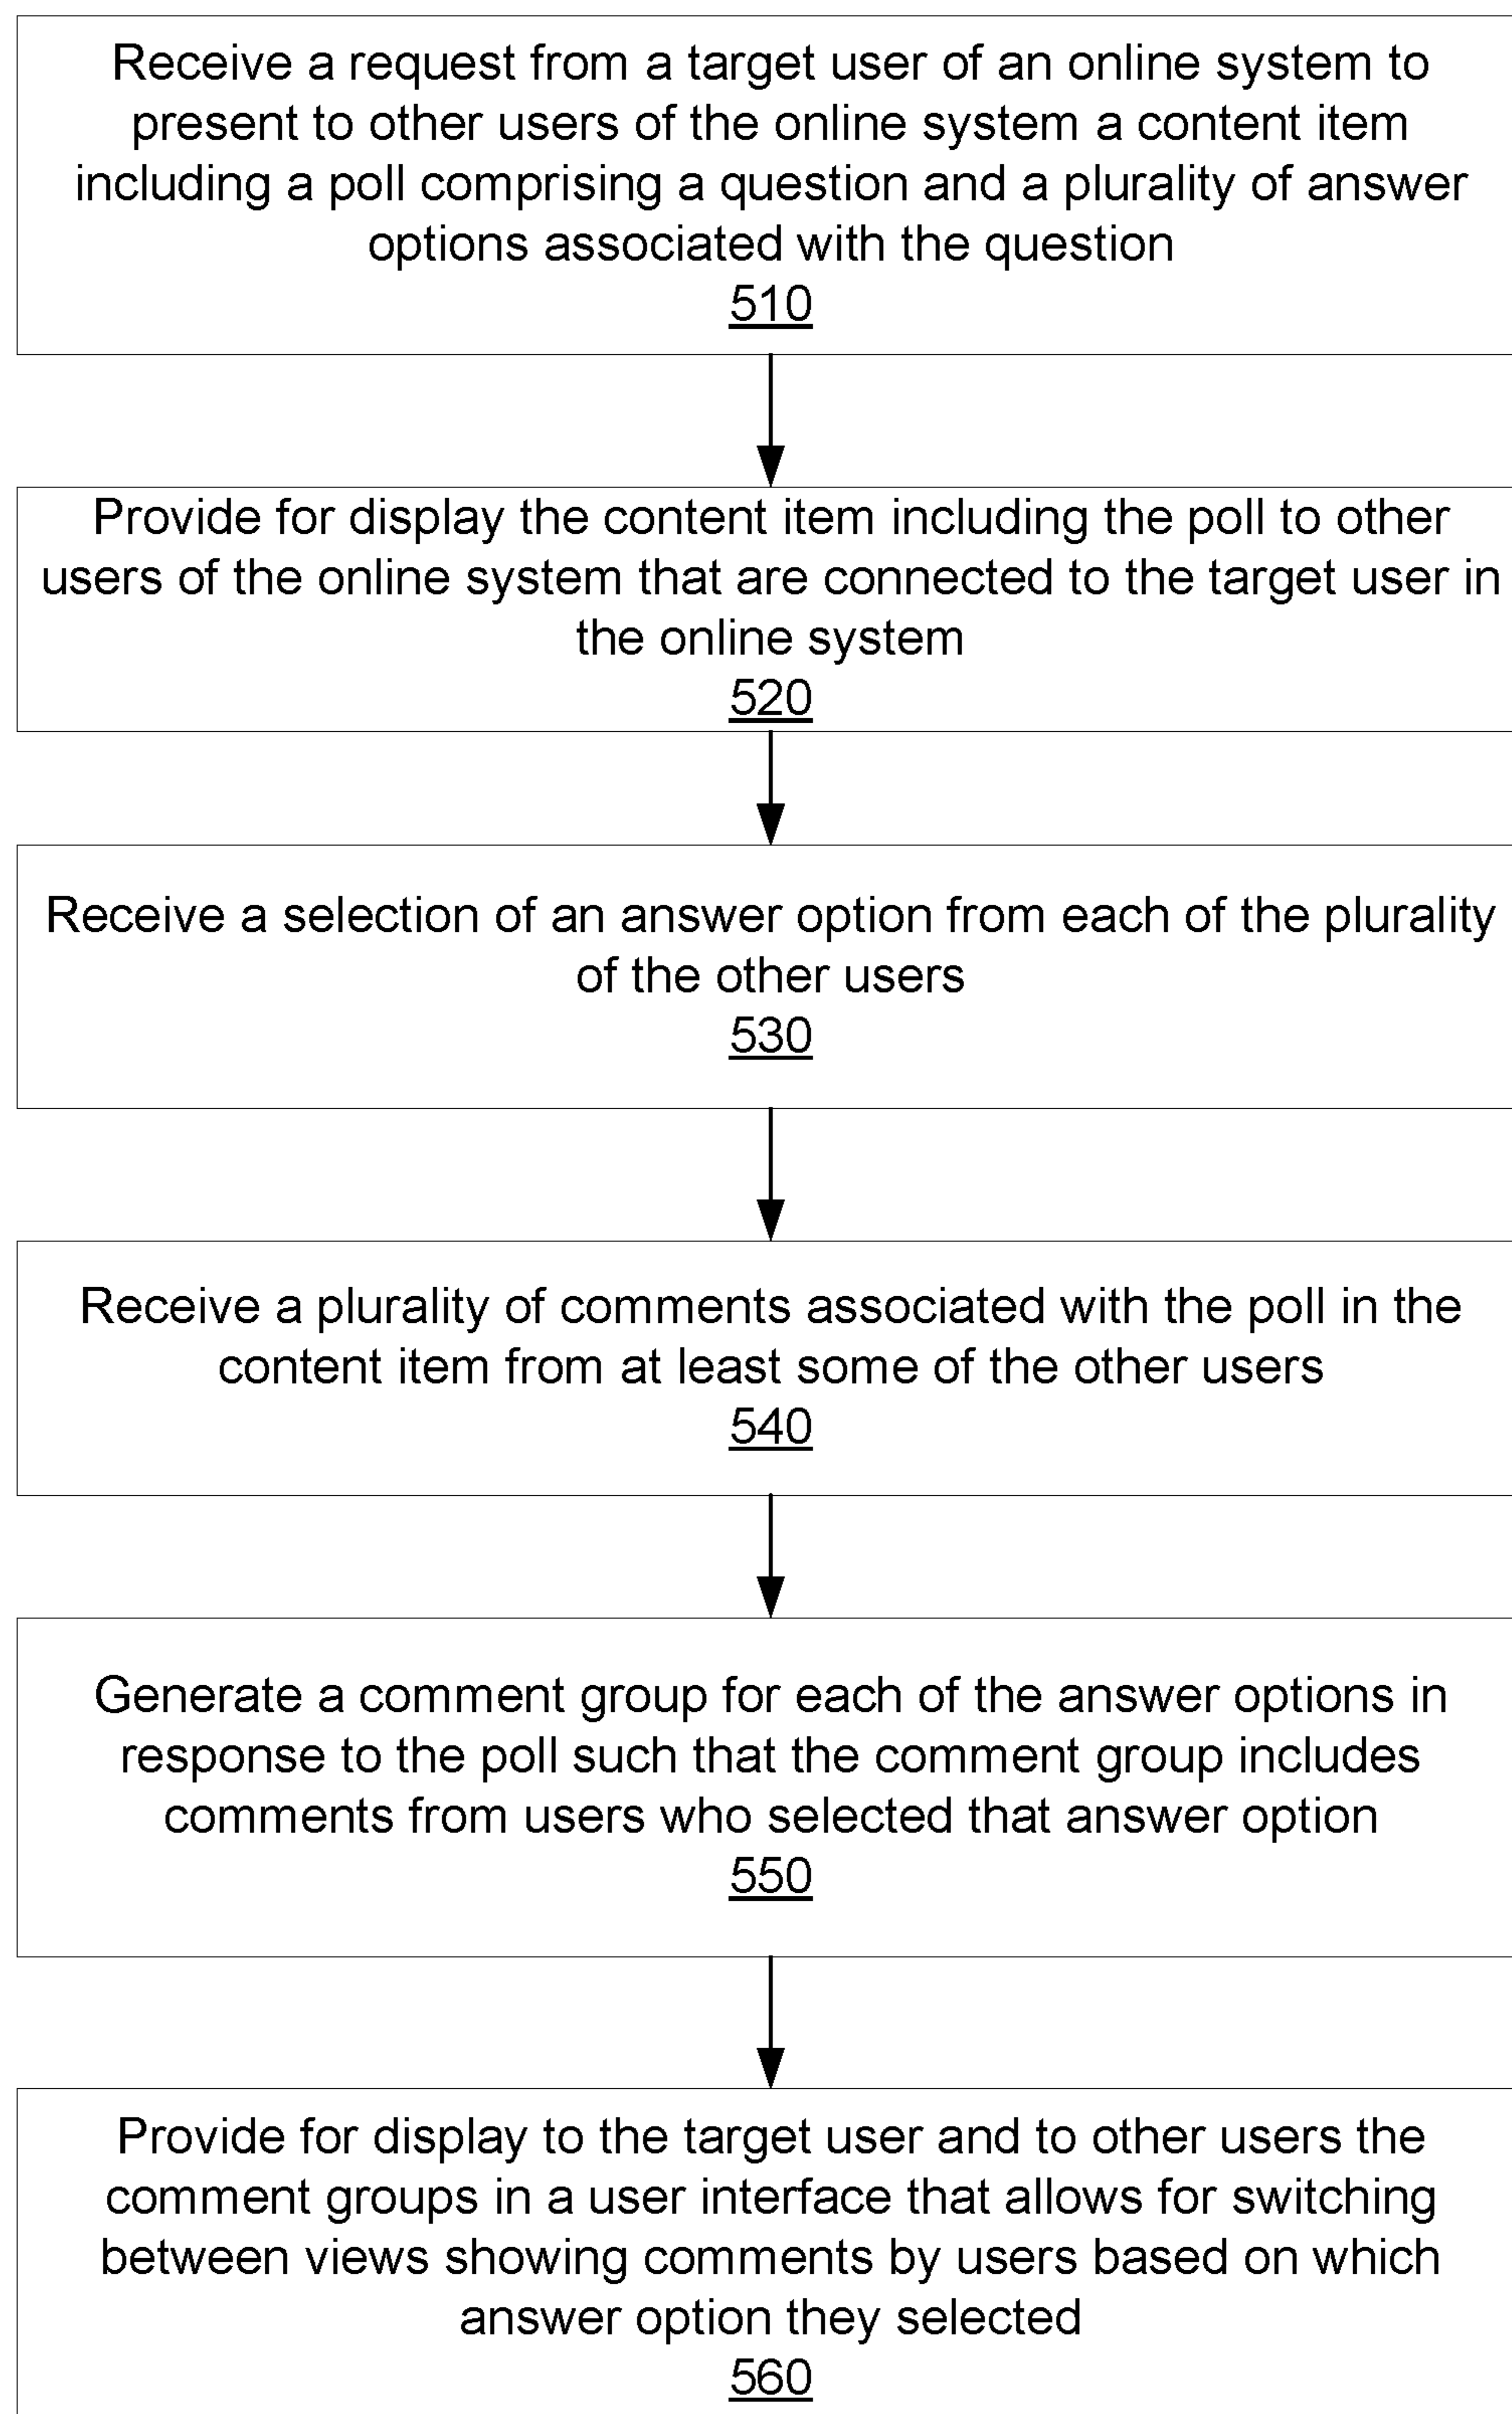 Receive a request from a target user of an online system to
present to other users of the online system a content item
including a poll comprising a question and a plurality of answer
options associated with the question
510
Provide for display the content item including the poll to other
users of the online system that are connected to the target user in
the online system
520
Receive a selection of an answer option from each of the plurality
of the other users
530
Receive a plurality of comments associated with the poll in the
content item from at least some of the other users
540
Generate a comment group for each of the answer options in
response to the poll such that the comment group includes
comments from users who selected that answer option
550
Provide for display to the target user and to other users the
comment groups in a user interface that allows for switching
between views showing comments by users based on which
answer option they selected
560